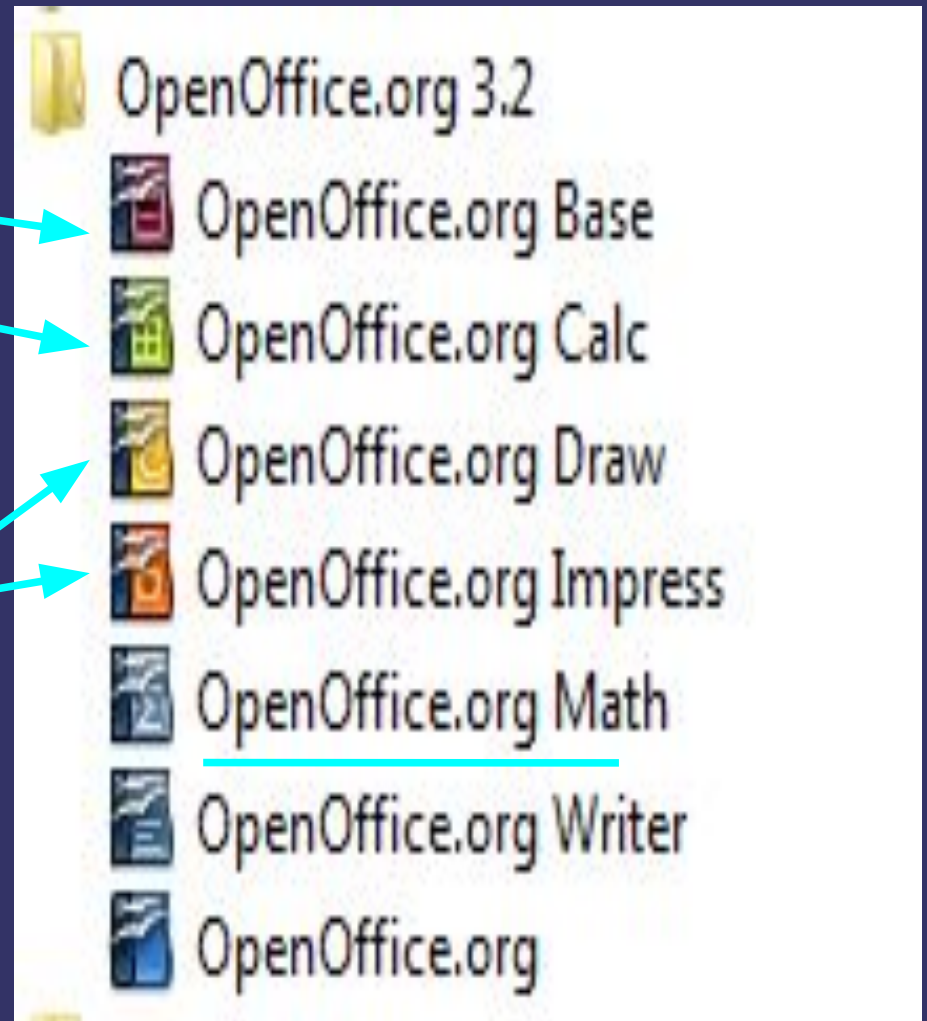 OpenOffice.org 3.2
OpenOffice.org Base
OpenOffice.org Calc
OpenOffice.org Draw
OpenOffice.org Impress
OpenOffice.org Math
OpenOffice.org Writer
OpenOffice.org